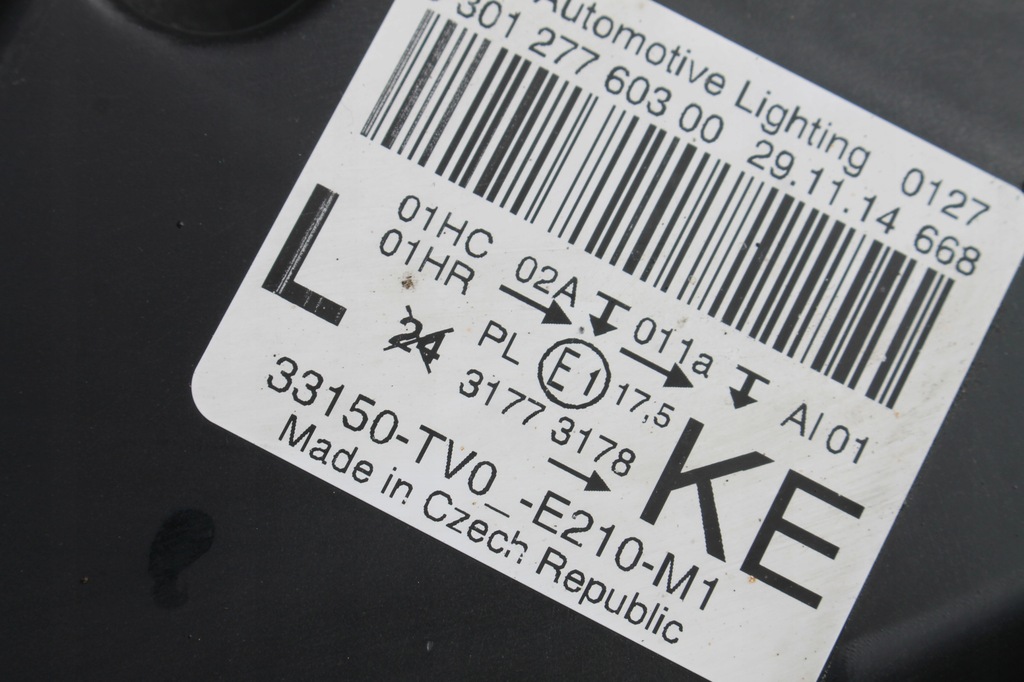 Automotive Lighting 0127
301 277 603 00 29.11.14 668
L
01HC 02A 011a AI 01
01HR PL E1 17,5
24 3177 3178 KE
33150-TV0_-E210-M1
Made in Czech Republic